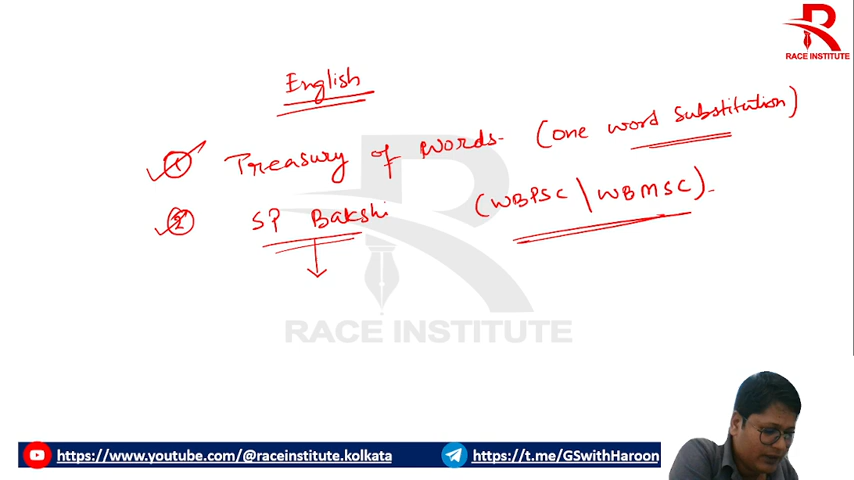 RACE INSTITUTE
English
1 Treasury of Words- (one word substitution)
2 SP Bakshi (WBPSC \ WBMSC)-
RACE INSTITUTE
https://www.youtube.com/@raceinstitute.kolkata https://t.me/GSwithHaroon